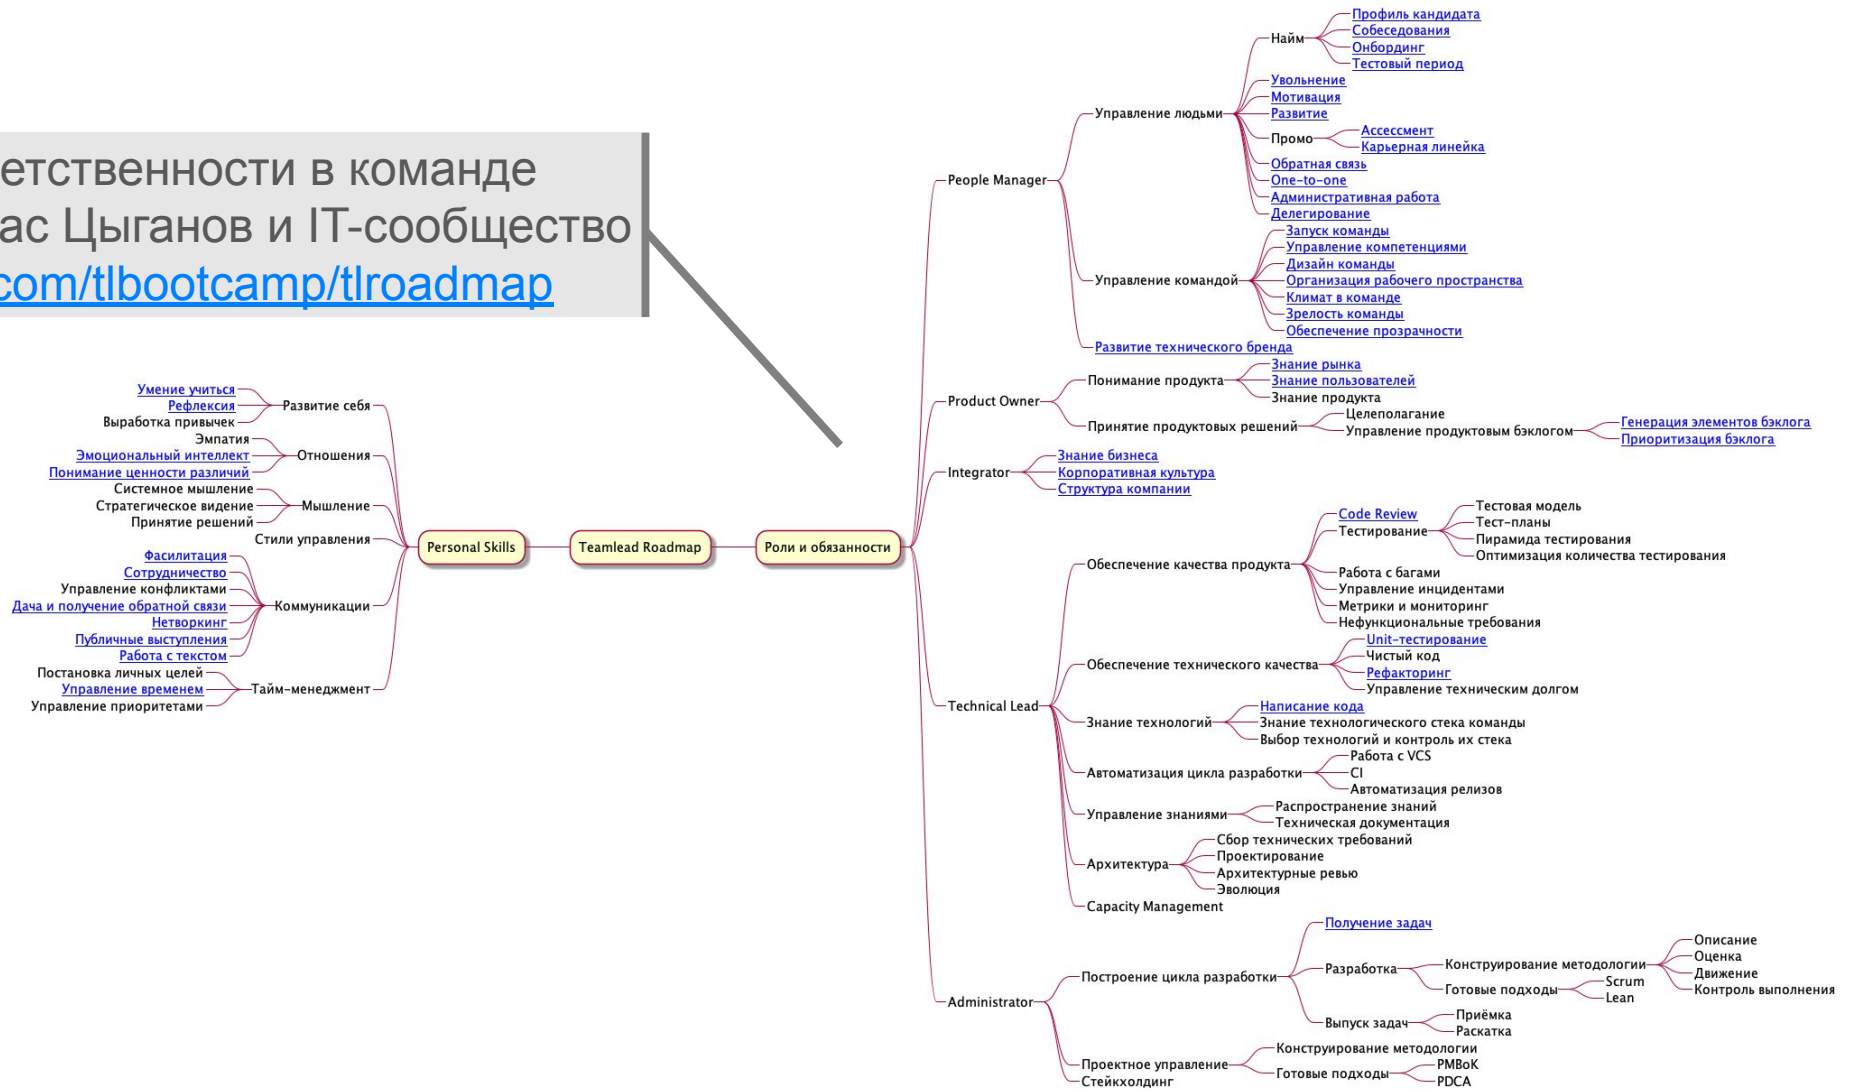 етственности в команде
ас Цыганов и IT-сообщество
com/tlbootcamp/tlroadmap
Teamlead Roadmap
Personal Skills
Развитие себя
Умение учиться
Рефлексия
Выработка привычек
Отношения
Эмпатия
Эмоциональный интеллект
Понимание ценности различий
Мышление
Системное мышление
Стратегическое видение
Принятие решений
Стили управления
Коммуникации
Фасилитация
Сотрудничество
Управление конфликтами
Дача и получение обратной связи
Нетворкинг
Публичные выступления
Работа с текстом
Тайм-менеджмент
Постановка личных целей
Управление временем
Управление приоритетами
Роли и обязанности
People Manager
Управление людьми
Найм
Профиль кандидата
Собеседования
Онбординг
Тестовый период
Увольнение
Мотивация
Развитие
Промо
Ассессмент
Карьерная линейка
Обратная связь
One-to-one
Административная работа
Делегирование
Управление командой
Запуск команды
Управление компетенциями
Дизайн команды
Организация рабочего пространства
Климат в команде
Зрелость команды
Обеспечение прозрачности
Развитие технического бренда
Product Owner
Понимание продукта
Знание рынка
Знание пользователей
Знание продукта
Принятие продуктовых решений
Целеполагание
Управление продуктовым бэклогом
Генерация элементов бэклога
Приоритизация бэклога
Integrator
Знание бизнеса
Корпоративная культура
Структура компании
Technical Lead
Обеспечение качества продукта
Code Review
Тестирование
Тестовая модель
Тест-планы
Пирамида тестирования
Оптимизация количества тестирования
Работа с багами
Управление инцидентами
Метрики и мониторинг
Нефункциональные требования
Обеспечение технического качества
Unit-тестирование
Чистый код
Рефакторинг
Управление техническим долгом
Знание технологий
Написание кода
Знание технологического стека команды
Выбор технологий и контроль их стека
Автоматизация цикла разработки
Работа с VCS
CI
Автоматизация релизов
Управление знаниями
Распространение знаний
Техническая документация
Архитектура
Сбор технических требований
Проектирование
Архитектурные ревью
Эволюция
Capacity Management
Administrator
Построение цикла разработки
Получение задач
Разработка
Конструирование методологии
Описание
Оценка
Движение
Контроль выполнения
Готовые подходы
Scrum
Lean
Выпуск задач
Приёмка
Раскатка
Проектное управление
Конструирование методологии
Готовые подходы
PMBoK
PDCA
Стейкхолдинг